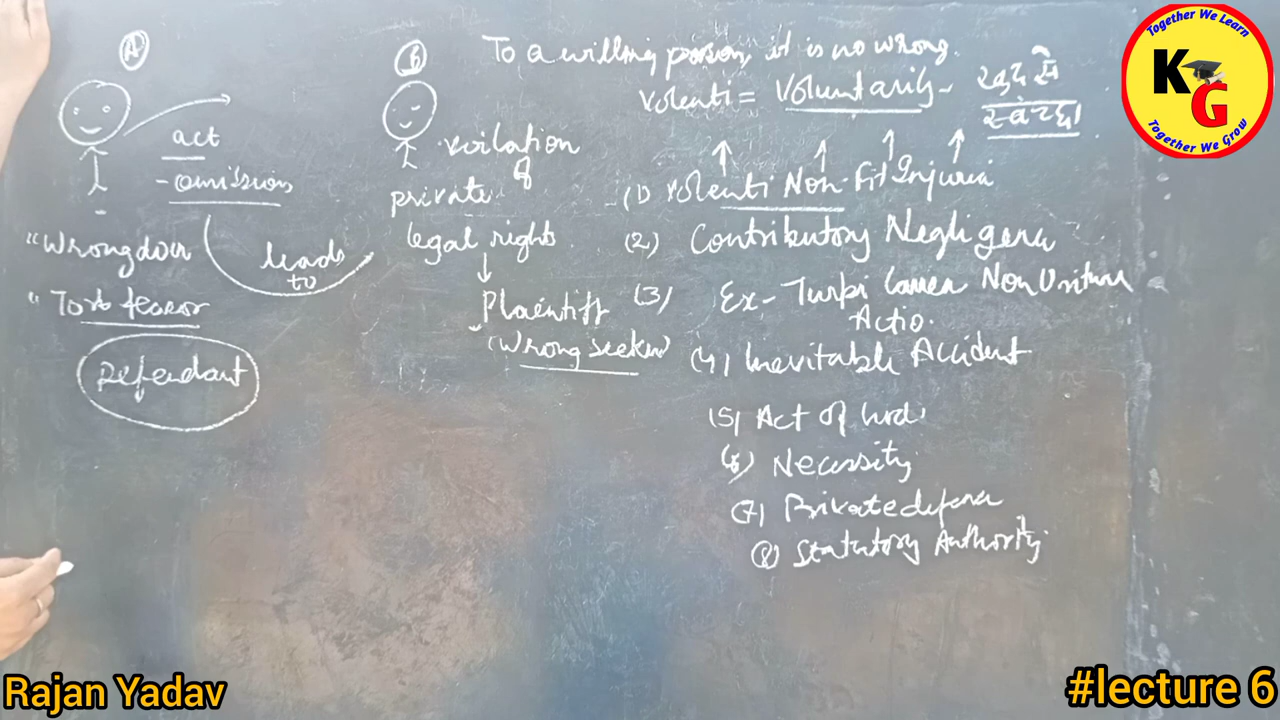 A
act
- omission
"Wrongdoer
"Tortfeasor
Defendant
leads
to
B
voilation
of
private
legal rights
Plaintiff
(Wrong seeker)
To a willing person, it is no wrong.
Volenti = Voluntarily -
(1) Volenti Non-Fit Injuria
(2) Contributory Negligence
(3) Ex- Turpi Causa Non Oritur
Actio.
(4) Inevitable Accident
(5) Act of God
(6) Necessity
(7) Private defence
(8) Statutory Authority
Together We Learn
KG
Together We Grow
Rajan Yadav
#lecture 6